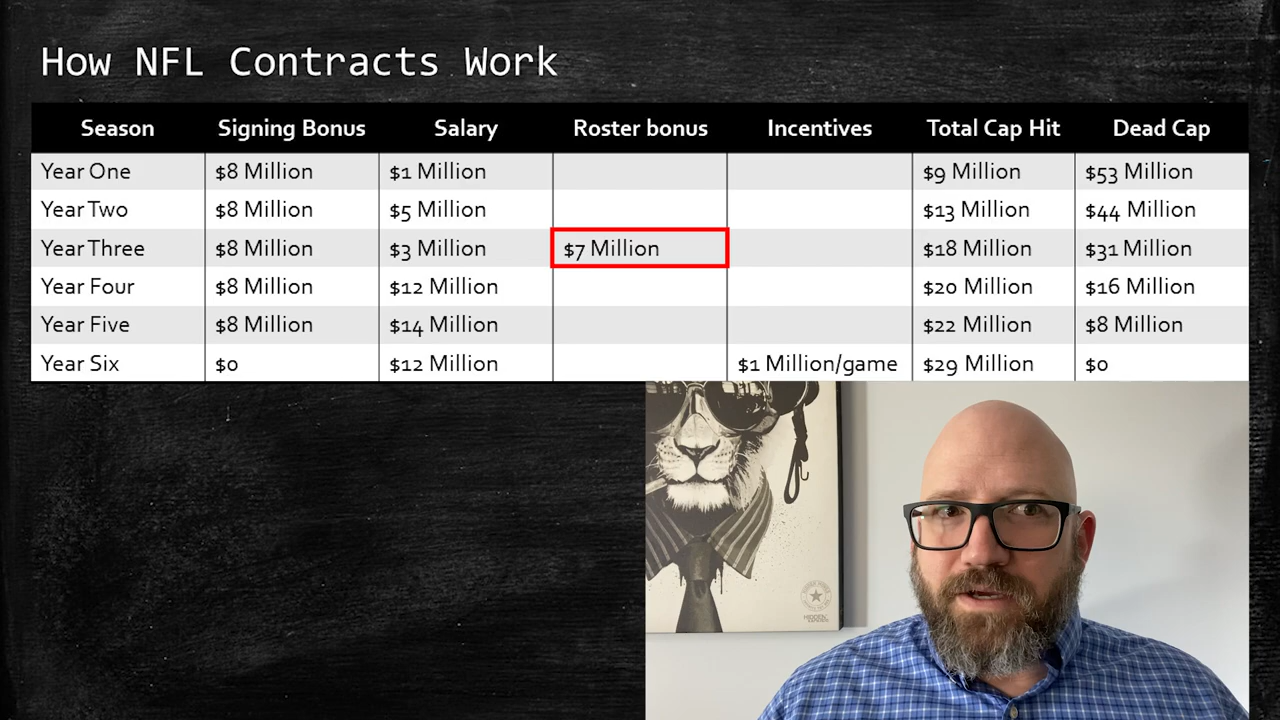 How NFL Contracts Work
Season Signing Bonus Salary Roster bonus Incentives Total Cap Hit Dead Cap
Year One $8 Million $1 Million $9 Million $53 Million
Year Two $8 Million $5 Million $13 Million $44 Million
Year Three $8 Million $3 Million $7 Million $18 Million $31 Million
Year Four $8 Million $12 Million $20 Million $16 Million
Year Five $8 Million $14 Million $22 Million $8 Million
Year Six $0 $12 Million $1 Million/game $29 Million $0